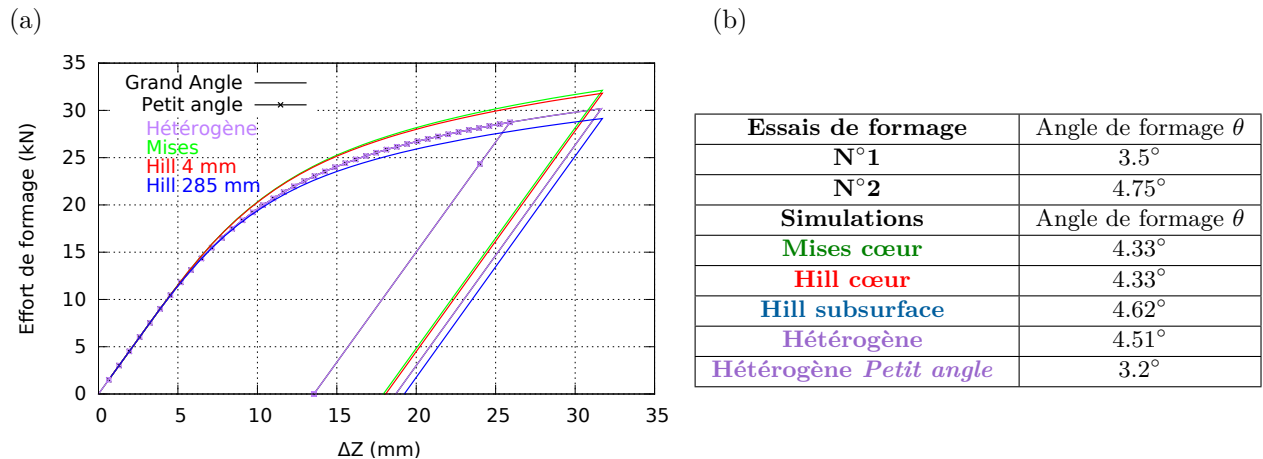 (a)
(b)
Effort de formage (kN)
35
30
25
20
15
10
5
0
0 5 10 15 20 25 30 35
ΔZ (mm)
Grand Angle
Petit angle
Hétérogène
Mises
Hill 4 mm
Hill 285 mm
Essais de formage Angle de formage θ
N°1 3.5°
N°2 4.75°
Simulations Angle de formage θ
Mises cœur 4.33°
Hill cœur 4.33°
Hill subsurface 4.62°
Hétérogène 4.51°
Hétérogène Petit angle 3.2°